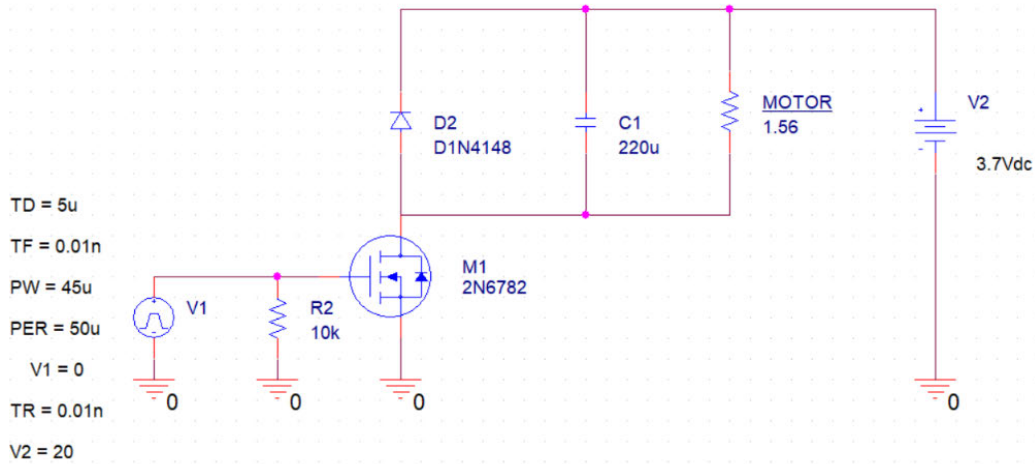 D2
D1N4148
C1
220u
MOTOR
1.56
V2
3.7Vdc
TD = 5u
TF = 0.01n
PW = 45u
PER = 50u
V1 = 0
TR = 0.01n
V2 = 20
V1
R2
10k
M1
2N6782
0
0
0
0